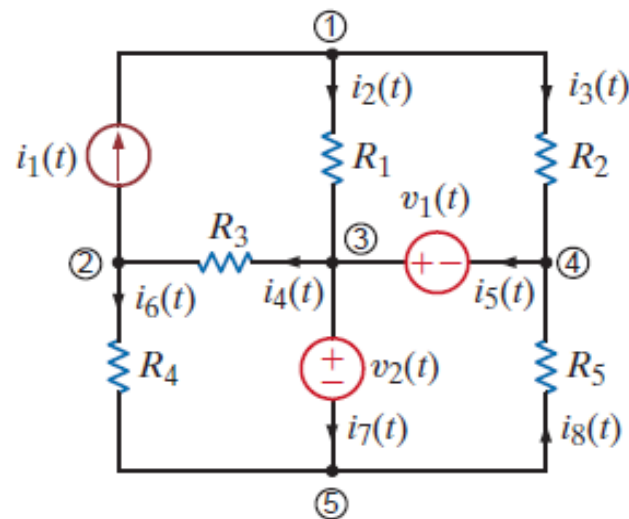 ①
i₂(t) i₃(t)
i₁(t) R₁ R₂
v₁(t)
R₃ ③ + −
② i₄(t) i₅(t) ④
i₆(t)
R₄ + − v₂(t) R₅
i₇(t) i₈(t)
⑤